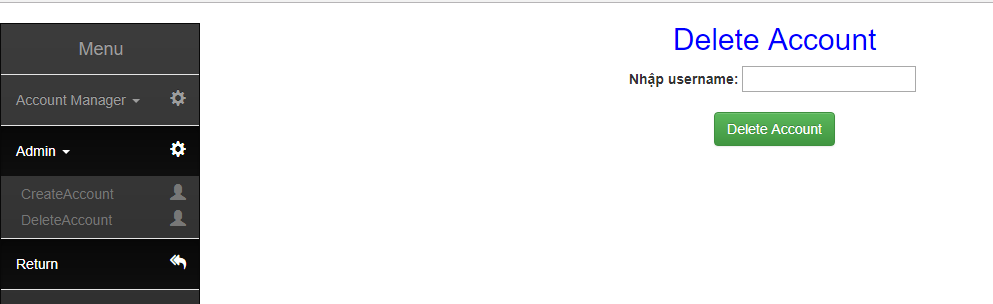 Menu
Account Manager
Admin
CreateAccount
DeleteAccount
Return
Delete Account
Nhập username:
Delete Account